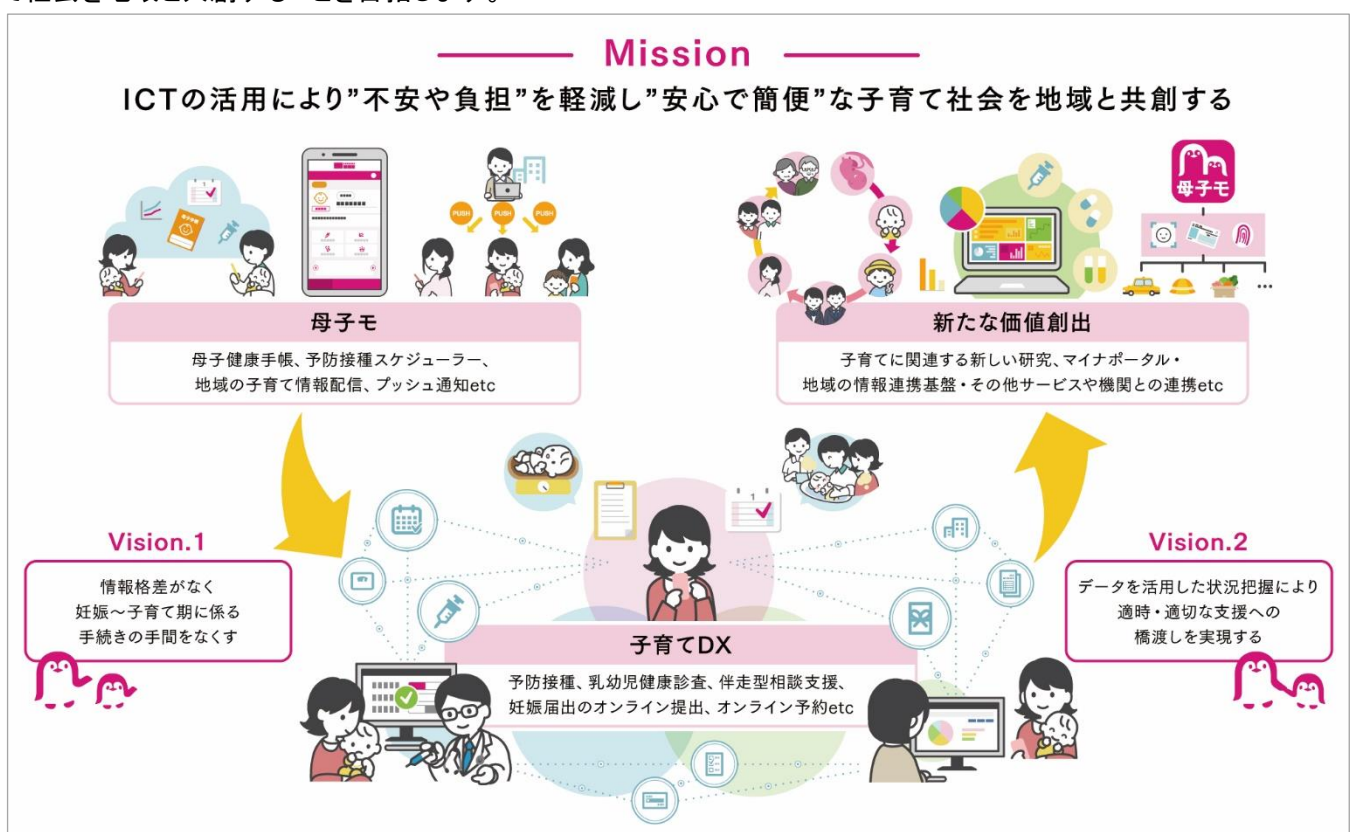 Mission
ICTの活用により”不安や負担”を軽減し”安心で簡便”な子育て社会を地域と共創する
PUSH PUSH PUSH
母子手帳
母子モ
母子モ
母子健康手帳、予防接種スケジューラー、
地域の子育て情報配信、プッシュ通知etc
新たな価値創出
子育てに関連する新しい研究、マイナポータル・
地域の情報連携基盤・その他サービスや機関との連携etc
Vision.1
情報格差がなく
妊娠～子育て期に係る
手続きの手間をなくす
1
Vision.2
データを活用した状況把握により
適時・適切な支援への
橋渡しを実現する
子育てDX
予防接種、乳幼児健康診査、伴走型相談支援、
妊娠届出のオンライン提出、オンライン予約etc